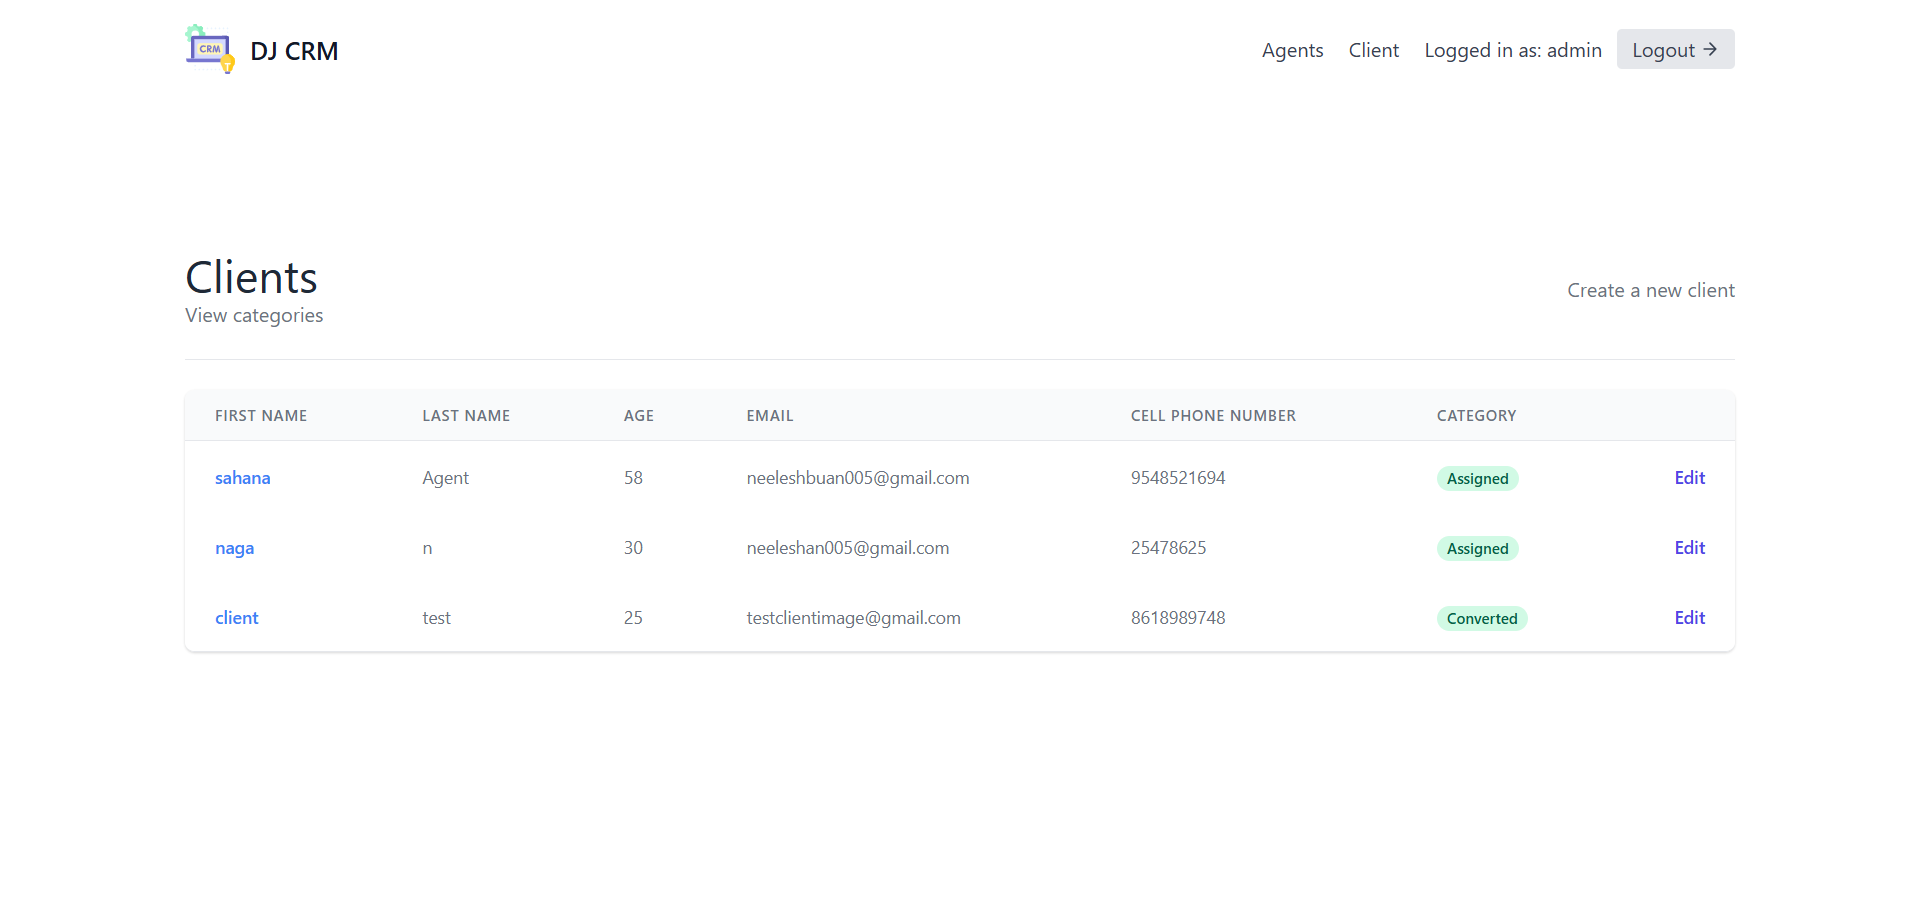 CRM
DJ CRM
Agents Client Logged in as: admin Logout →
Clients
View categories
Create a new client
FIRST NAME LAST NAME AGE EMAIL CELL PHONE NUMBER CATEGORY
sahana Agent 58 neeleshbuan005@gmail.com 9548521694 Assigned Edit
naga n 30 neeleshan005@gmail.com 25478625 Assigned Edit
client test 25 testclientimage@gmail.com 8618989748 Converted Edit